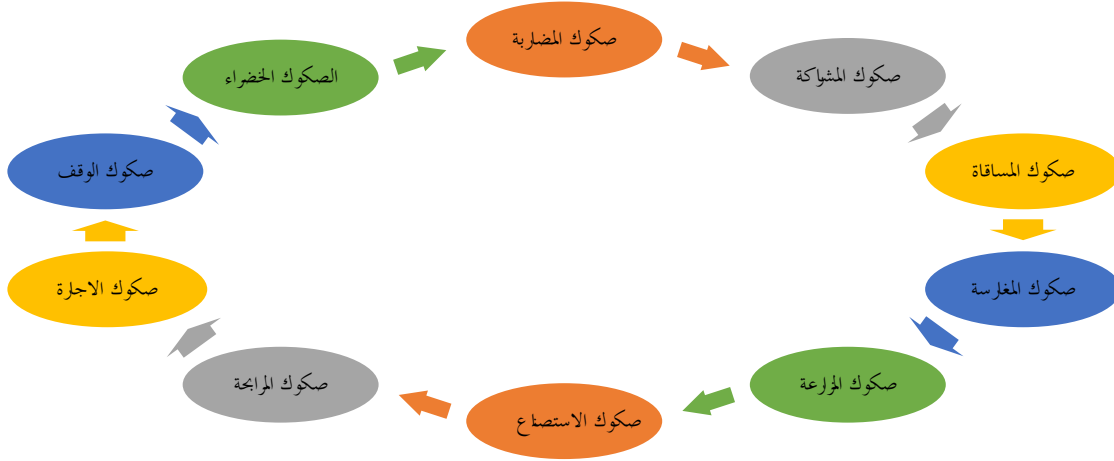 صكوك المضاربة
صكوك المشاركة
صكوك المساقاة
صكوك المغارسة
صكوك المزارعة
صكوك الاستصناع
صكوك المرابحة
صكوك الاجارة
صكوك الوقف
الصكوك الخضراء